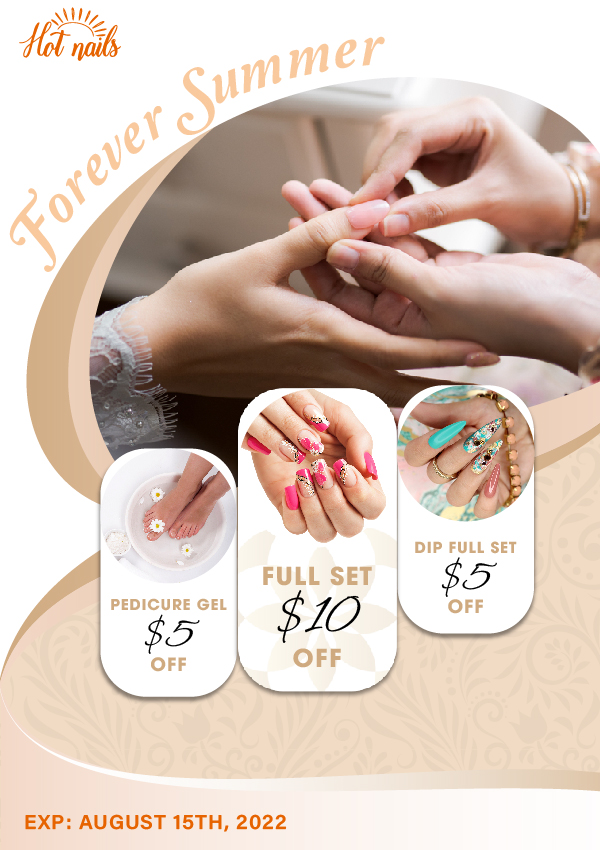 Hot nails
Forever Summer
PEDICURE GEL
$5
OFF
FULL SET
$10
OFF
DIP FULL SET
$5
OFF
EXP: AUGUST 15TH, 2022